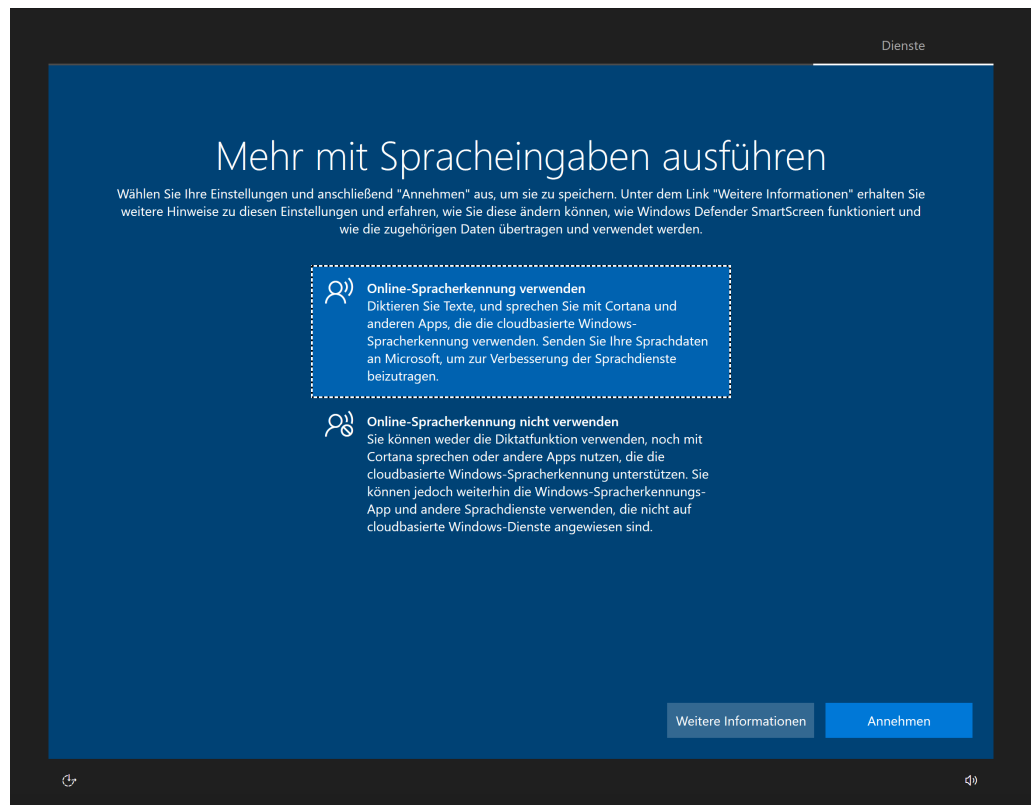 Dienste
Mehr mit Spracheingaben ausführen
Wählen Sie Ihre Einstellungen und anschließend "Annehmen" aus, um sie zu speichern. Unter dem Link "Weitere Informationen" erhalten Sie
weitere Hinweise zu diesen Einstellungen und erfahren, wie Sie diese ändern können, wie Windows Defender SmartScreen funktioniert und
wie die zugehörigen Daten übertragen und verwendet werden.
Online-Spracherkennung verwenden
Diktieren Sie Texte, und sprechen Sie mit Cortana und
anderen Apps, die die cloudbasierte Windows-
Spracherkennung verwenden. Senden Sie Ihre Sprachdaten
an Microsoft, um zur Verbesserung der Sprachdienste
beizutragen.
Online-Spracherkennung nicht verwenden
Sie können weder die Diktatfunktion verwenden, noch mit
Cortana sprechen oder andere Apps nutzen, die die
cloudbasierte Windows-Spracherkennung unterstützen. Sie
können jedoch weiterhin die Windows-Spracherkennungs-
App und andere Sprachdienste verwenden, die nicht auf
cloudbasierte Windows-Dienste angewiesen sind.
Weitere Informationen
Annehmen